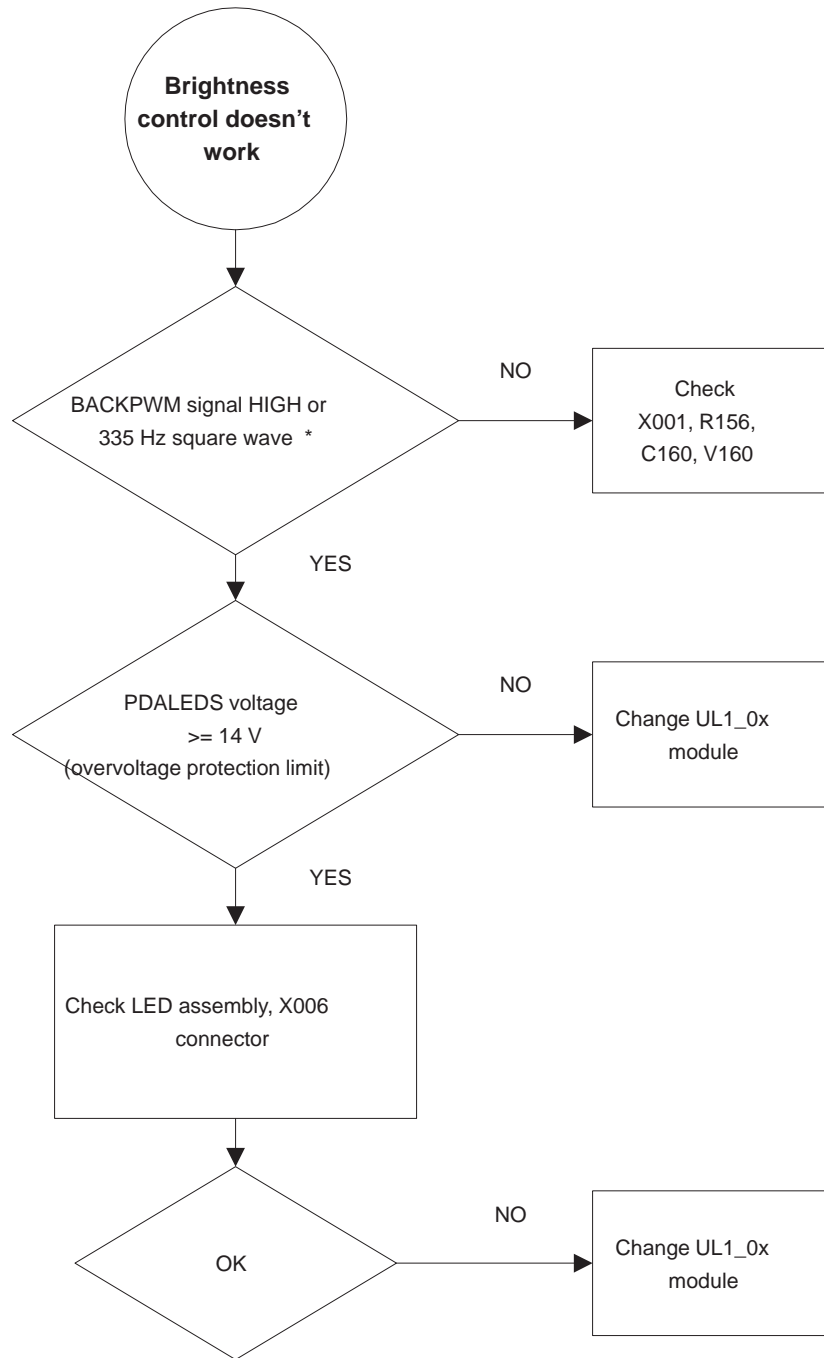 Brightness
control doesn't
work
BACKPWM signal HIGH or
335 Hz square wave *
NO
Check
X001, R156,
C160, V160
YES
PDALEDS voltage
>= 14 V
(overvoltage protection limit)
NO
Change UL1_0x
module
YES
Check LED assembly, X006
connector
OK
NO
Change UL1_0x
module